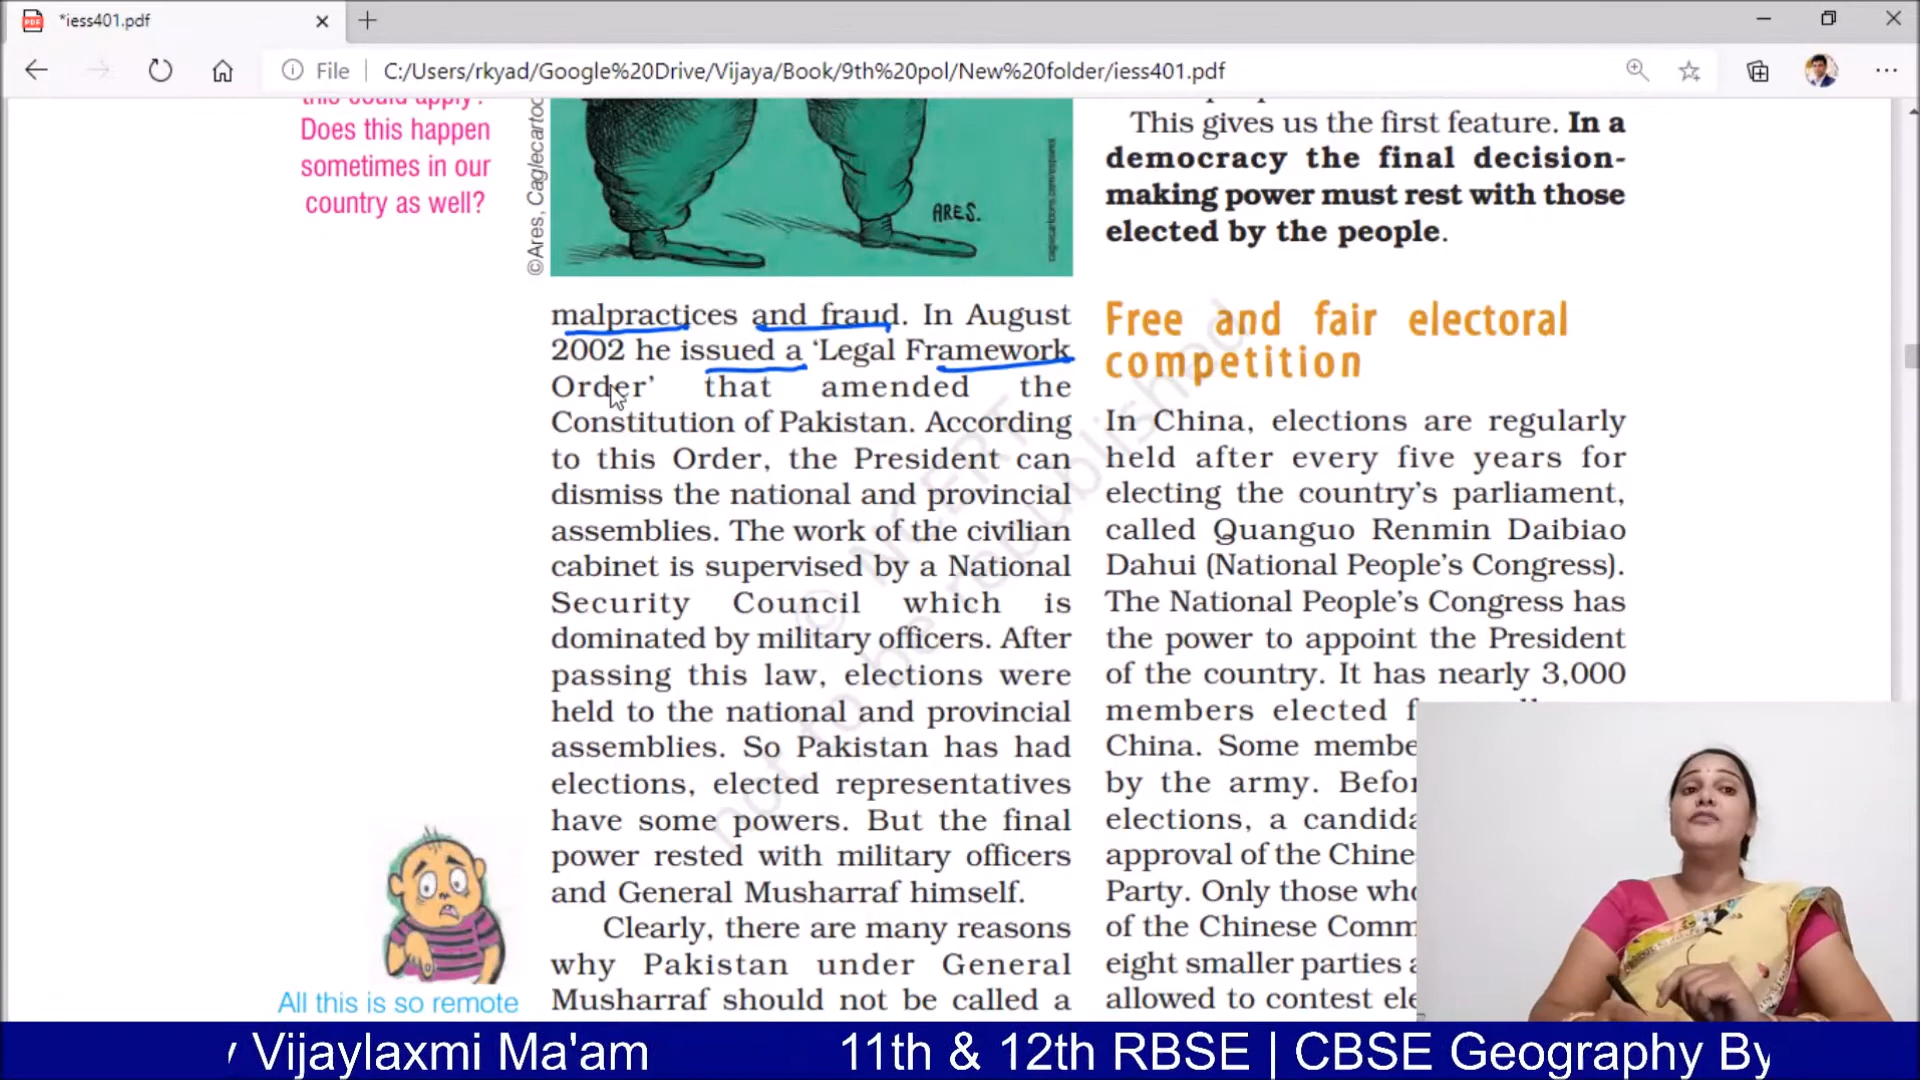 *iess401.pdf
File
C:/Users/rkyad/Google%20Drive/Vijaya/Book/9th%20pol/New%20folder/iess401.pdf
this could apply?
Does this happen
sometimes in our
country as well?
©Ares, Caglecartoo
ARES.
caglecartoons.com/espanol
malpractices and fraud. In August
2002 he issued a ‘Legal Framework
Order’ that amended the
Constitution of Pakistan. According
to this Order, the President can
dismiss the national and provincial
assemblies. The work of the civilian
cabinet is supervised by a National
Security Council which is
dominated by military officers. After
passing this law, elections were
held to the national and provincial
assemblies. So Pakistan has had
elections, elected representatives
have some powers. But the final
power rested with military officers
and General Musharraf himself.
Clearly, there are many reasons
why Pakistan under General
Musharraf should not be called a
All this is so remote
This gives us the first feature. In a
democracy the final decision-
making power must rest with those
elected by the people.
Free and fair electoral
competition
In China, elections are regularly
held after every five years for
electing the country’s parliament,
called Quanguo Renmin Daibiao
Dahui (National People’s Congress).
The National People’s Congress has
the power to appoint the President
of the country. It has nearly 3,000
members elected f
China. Some membe
by the army. Befor
elections, a candida
approval of the Chine
Party. Only those who
of the Chinese Comm
eight smaller parties a
allowed to contest ele
© NCERT
not to be republished
Vijaylaxmi Ma'am
11th & 12th RBSE | CBSE Geography By